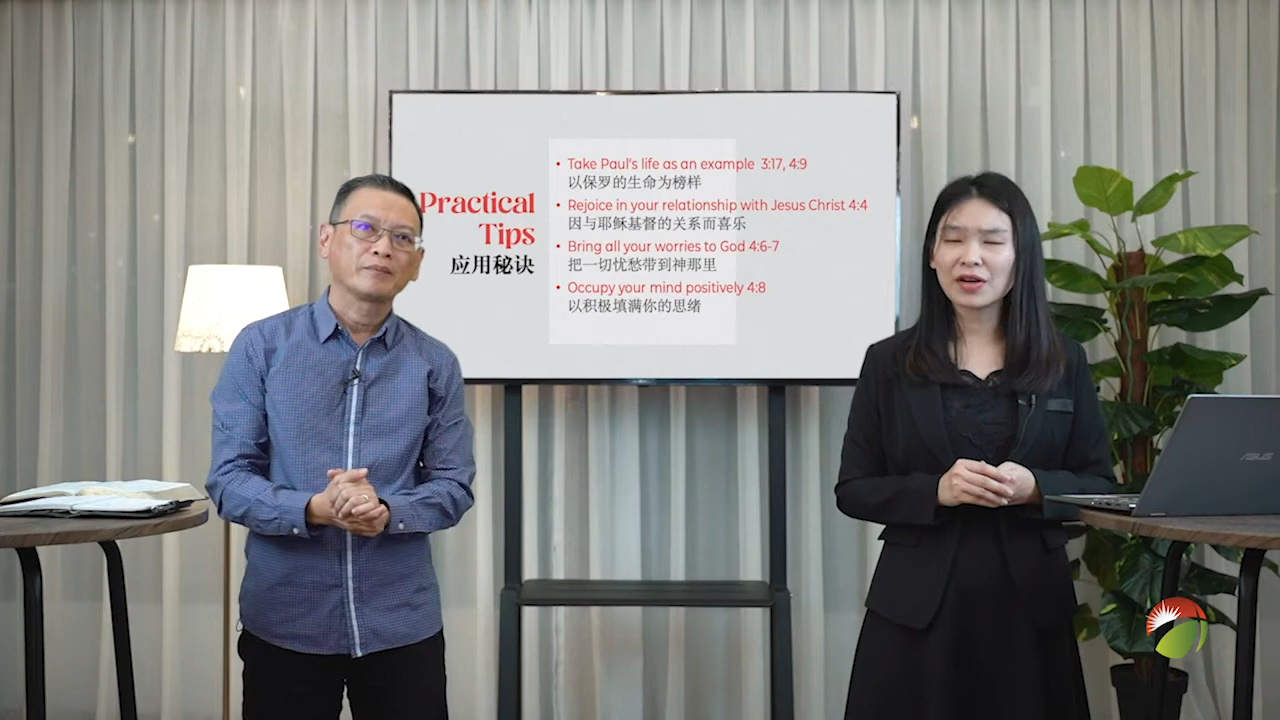 Practical
Tips
应用秘诀
• Take Paul's life as an example 3:17, 4:9
以保罗的生命为榜样
• Rejoice in your relationship with Jesus Christ 4:4
因与耶稣基督的关系而喜乐
• Bring all your worries to God 4:6-7
把一切忧愁带到神那里
• Occupy your mind positively 4:8
以积极填满你的思绪
ASUS